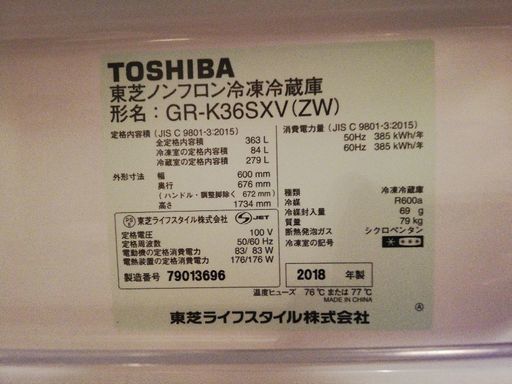 TOSHIBA
東芝ノンフロン冷凍冷蔵庫
形名：GR-K36SXV(ZW)
定格内容積（JIS C 9801-3:2015）
全定格内容積 363 L
冷凍室の定格内容積 84 L
冷蔵室の定格内容積 279 L
外形寸法 幅 600 mm
奥行 676 mm
（ハンドル・調整脚除く 672 mm）
高さ 1734 mm
消費電力量（JIS C 9801-3:2015）
50Hz 385 kWh/年
60Hz 385 kWh/年
種類 冷凍冷蔵庫
冷媒 R600a
冷媒封入量 69 g
質量 79 kg
断熱発泡ガス シクロペンタン
冷凍室の記号
東芝ライフスタイル株式会社 JET
定格電圧 100 V
定格周波数 50/60 Hz
電動機の定格消費電力 83/ 83 W
電熱装置の定格消費電力 176/176 W
製造番号 79013696
2018 年製
温度ヒューズ 76℃ または 77℃
MADE IN CHINA
東芝ライフスタイル株式会社
Ⓐ